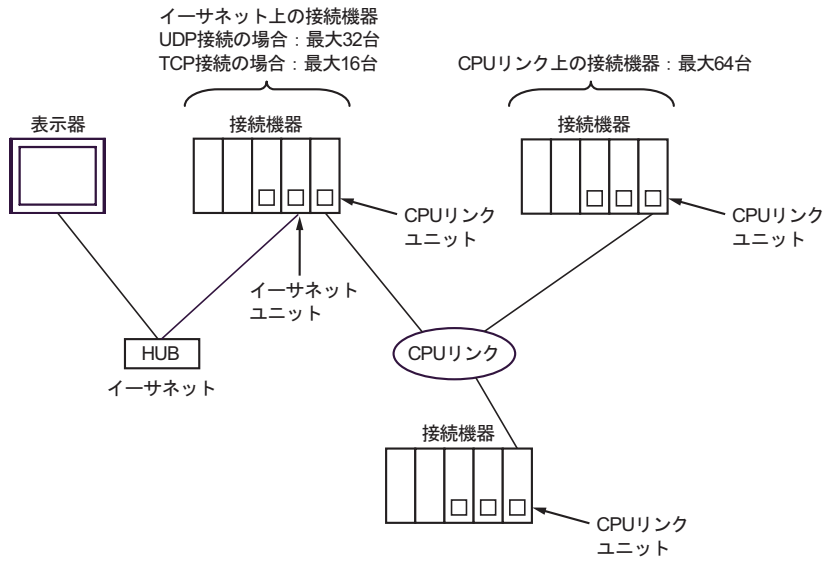 イーサネット上の接続機器
UDP接続の場合：最大32台
TCP接続の場合：最大16台
CPUリンク上の接続機器：最大64台
表示器
接続機器
接続機器
CPUリンク
ユニット
CPUリンク
ユニット
イーサネット
ユニット
HUB
イーサネット
CPUリンク
接続機器
CPUリンク
ユニット